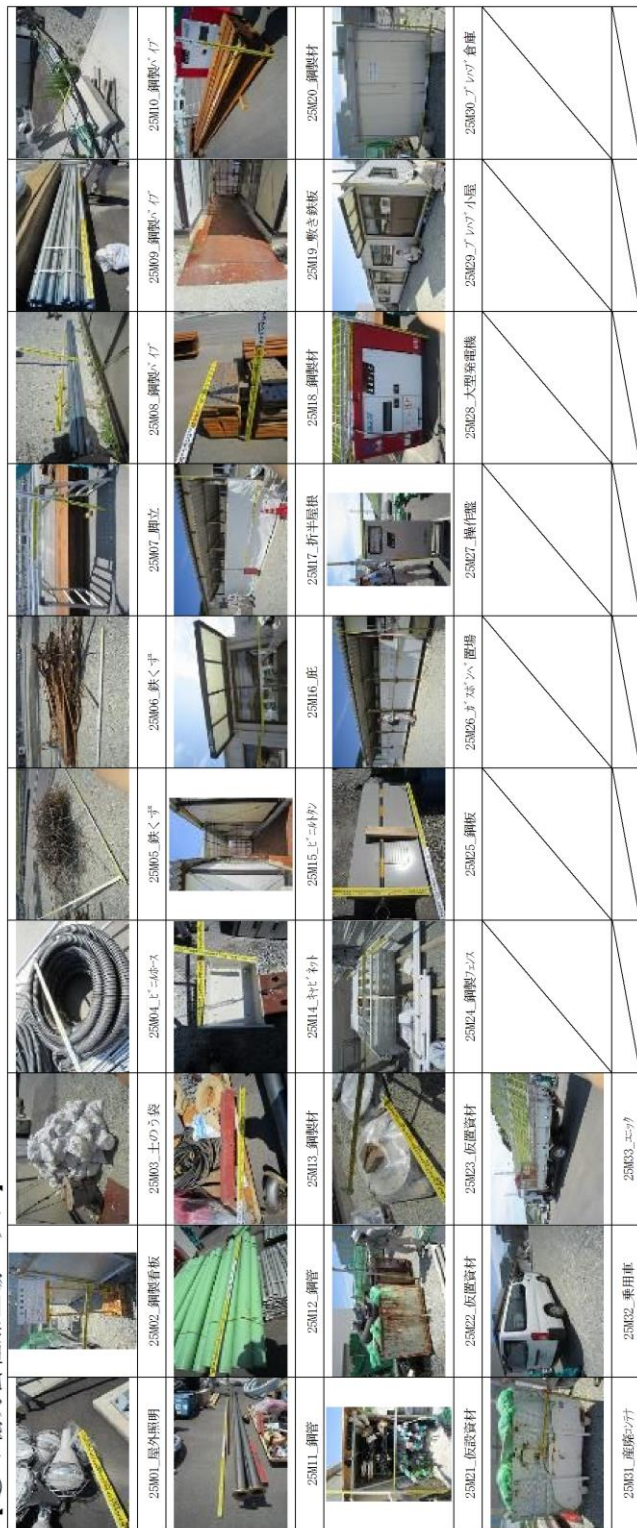 25M01_屋外照明
25M02_鋼製看板
25M03_土のう袋
25M04_ビニルホース
25M05_鉄くず
25M06_鉄くず
25M07_脚立
25M08_鋼製パイプ
25M09_鋼製パイプ
25M10_鋼製パイプ
25M11_鋼管
25M12_鋼管
25M13_鋼製材
25M14_キャビネット
25M15_ビニルトタン
25M16_庇
25M17_折半屋根
25M18_鋼製材
25M19_敷き鉄板
25M20_鋼製材
25M21_仮設資材
25M22_仮置資材
25M23_仮置資材
25M24_鋼製フェンス
25M25_鋼板
25M26_ガスボンベ置場
25M27_操作盤
25M28_大型発電機
25M29_プレハブ小屋
25M30_プレハブ倉庫
25M31_産廃コンテナ
25M32_乗用車
25M33_ユニック